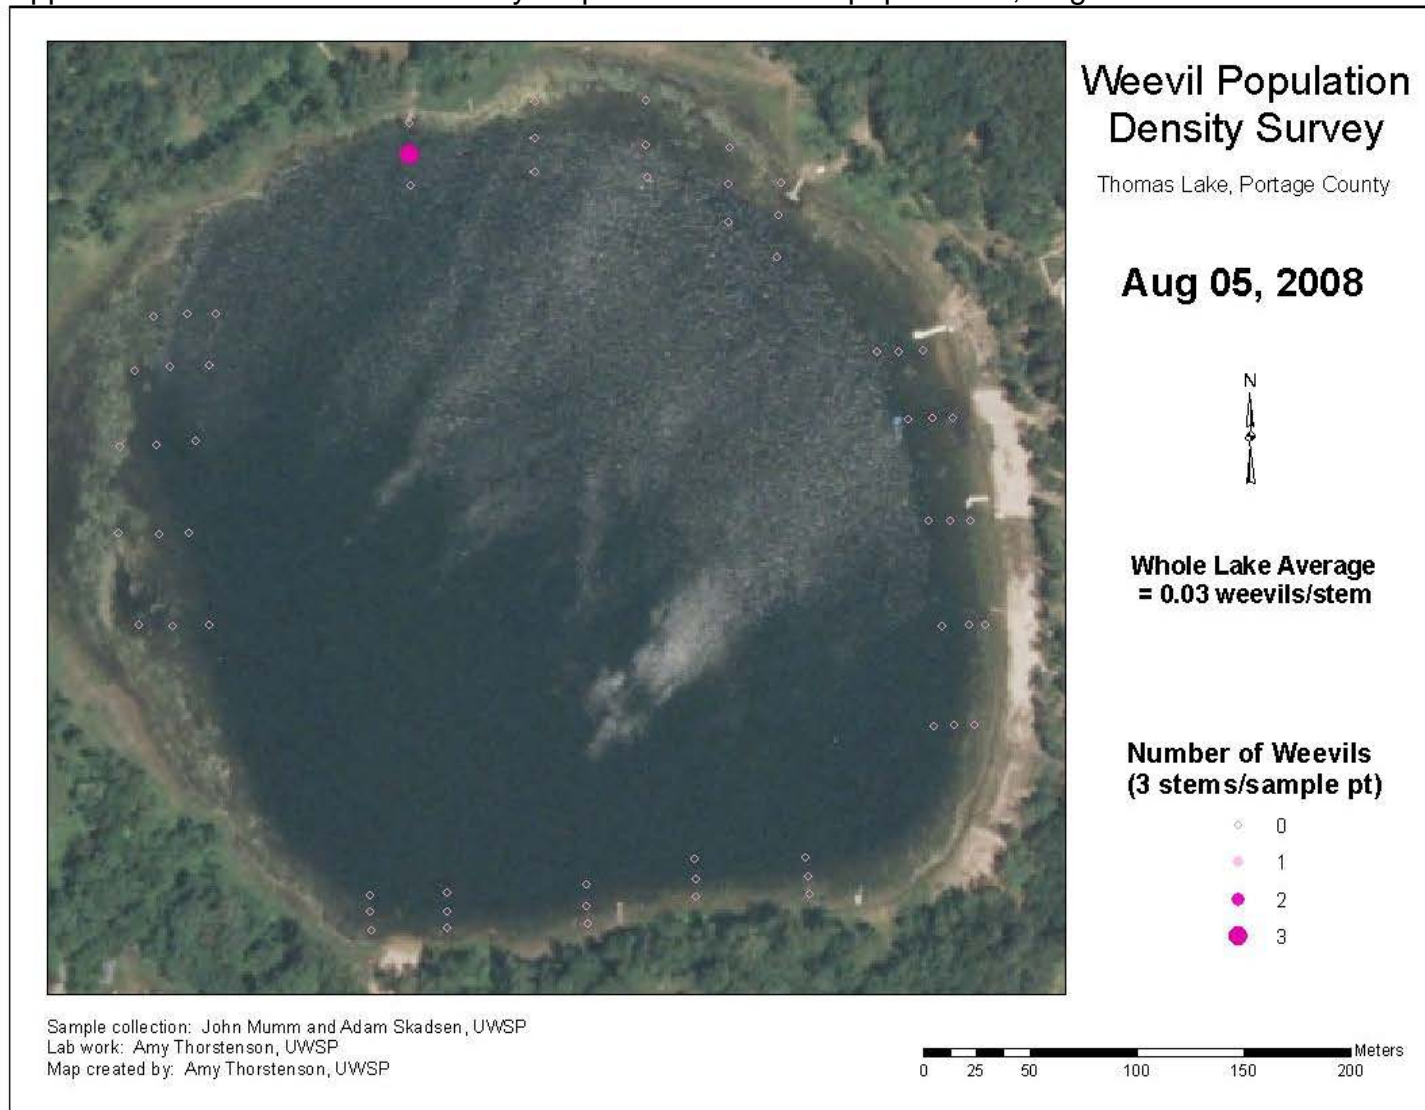 Weevil Population
Density Survey
Thomas Lake, Portage County
Aug 05, 2008
N
Whole Lake Average
= 0.03 weevils/stem
Number of Weevils
(3 stems/sample pt)
0
1
2
3
Sample collection: John Mumm and Adam Skadsen, UWSP
Lab work: Amy Thorstenson, UWSP
Map created by: Amy Thorstenson, UWSP
Meters
0 25 50 100 150 200